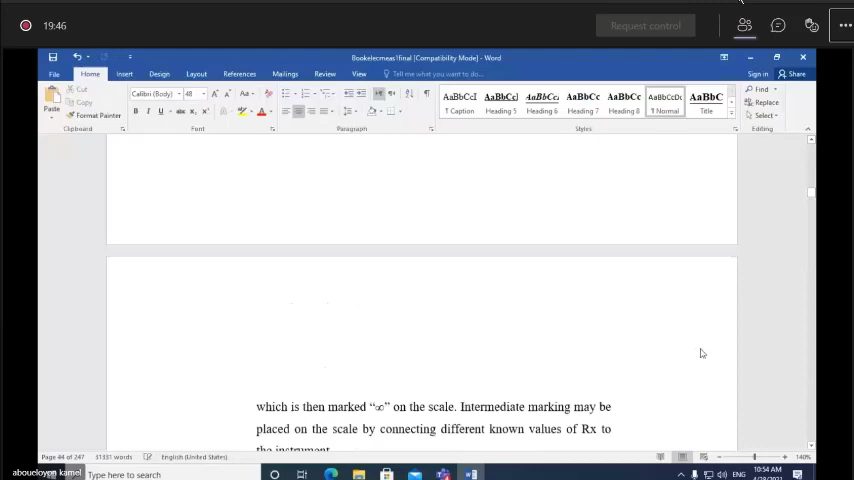 19:46
Request control
Bookelecmeas1final [Compatibility Mode] - Word
File Home Insert Design Layout References Mailings Review View Tell me what you want to do... Sign in Share
Paste
Cut
Copy
Format Painter
Calibri (Body) 48
AaBbCcI AaBbCc AaBbCc AaBbCc AaBbCc AaBbCcDc AaBbC
¶ Caption Heading 5 Heading 6 Heading 7 Heading 8 ¶ Normal Title
Find
Replace
Select
Clipboard Font Paragraph Styles Editing
which is then marked “∞” on the scale. Intermediate marking may be
placed on the scale by connecting different known values of Rx to
the instrument
Page 44 of 247 31351 words English (United States) 140%
aboueloyon kamel
Type here to search
ENG
10:54 AM